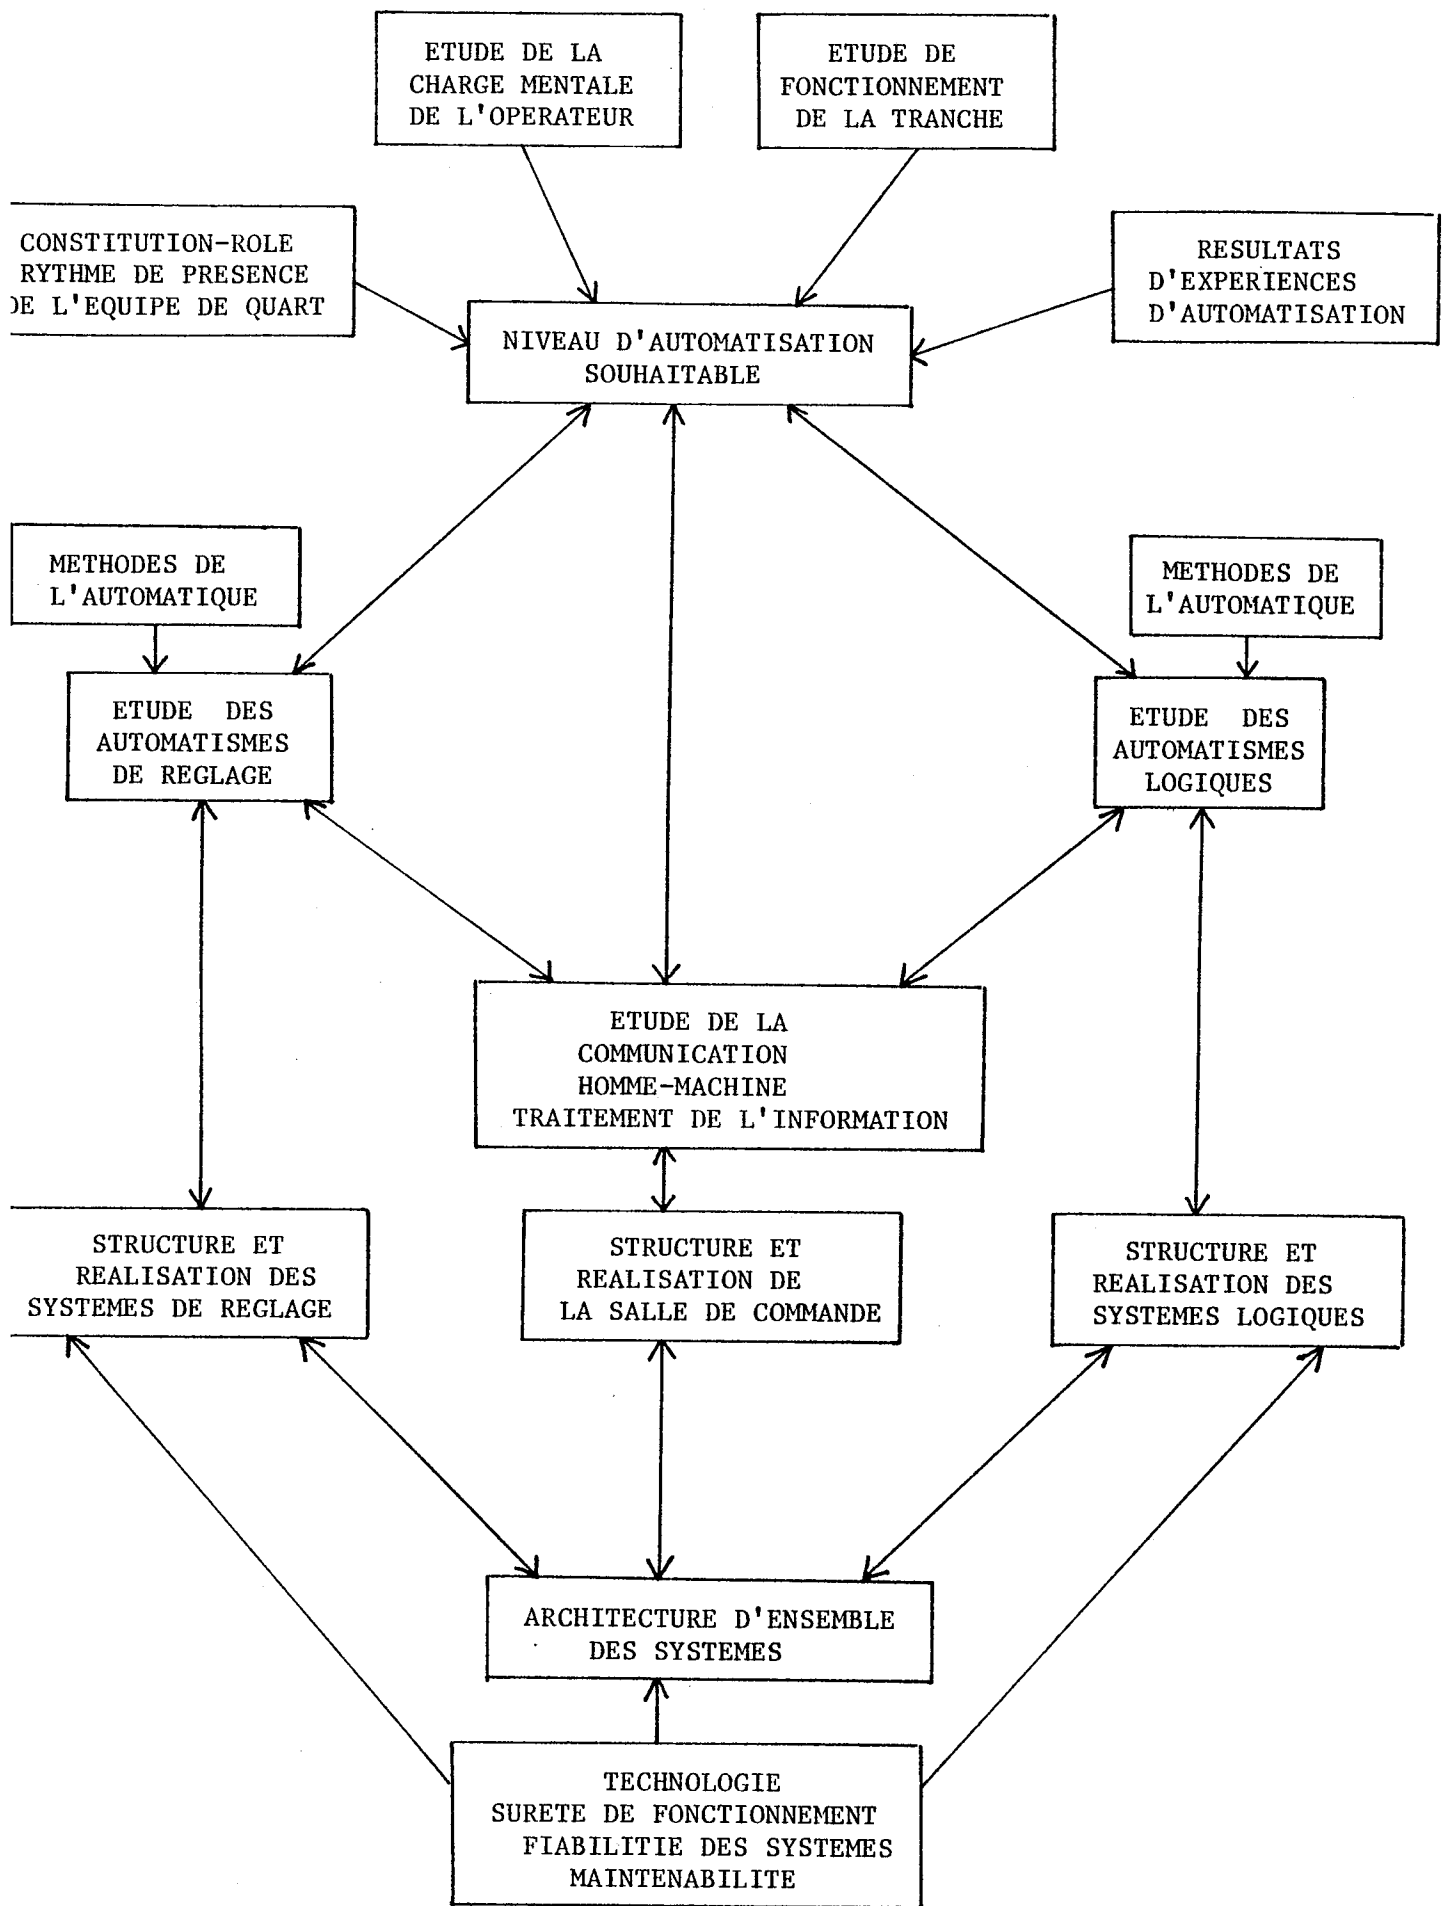 ETUDE DE LA
CHARGE MENTALE
DE L'OPERATEUR
ETUDE DE
FONCTIONNEMENT
DE LA TRANCHE
CONSTITUTION-ROLE
RYTHME DE PRESENCE
DE L'EQUIPE DE QUART
RESULTATS
D'EXPERIENCES
D'AUTOMATISATION
NIVEAU D'AUTOMATISATION
SOUHAITABLE
METHODES DE
L'AUTOMATIQUE
METHODES DE
L'AUTOMATIQUE
ETUDE DES
AUTOMATISMES
DE REGLAGE
ETUDE DES
AUTOMATISMES
LOGIQUES
ETUDE DE LA
COMMUNICATION
HOMME-MACHINE
TRAITEMENT DE L'INFORMATION
STRUCTURE ET
REALISATION DES
SYSTEMES DE REGLAGE
STRUCTURE ET
REALISATION DE
LA SALLE DE COMMANDE
STRUCTURE ET
REALISATION DES
SYSTEMES LOGIQUES
ARCHITECTURE D'ENSEMBLE
DES SYSTEMES
TECHNOLOGIE
SURETE DE FONCTIONNEMENT
FIABILITIE DES SYSTEMES
MAINTENABILITE